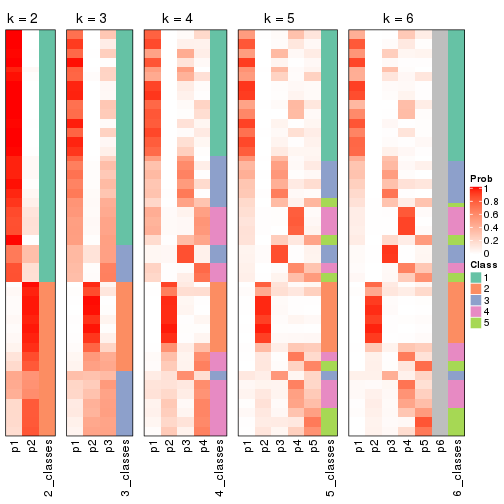 k = 2 k = 3 k = 4 k = 5 k = 6
Prob
1
0.8
0.6
0.4
0.2
0
Class
1
2
3
4
5
p1 p2 2_classes p1 p2 p3 3_classes p1 p2 p3 p4 4_classes p1 p2 p3 p4 p5 5_classes p1 p2 p3 p4 p5 p6 6_classes